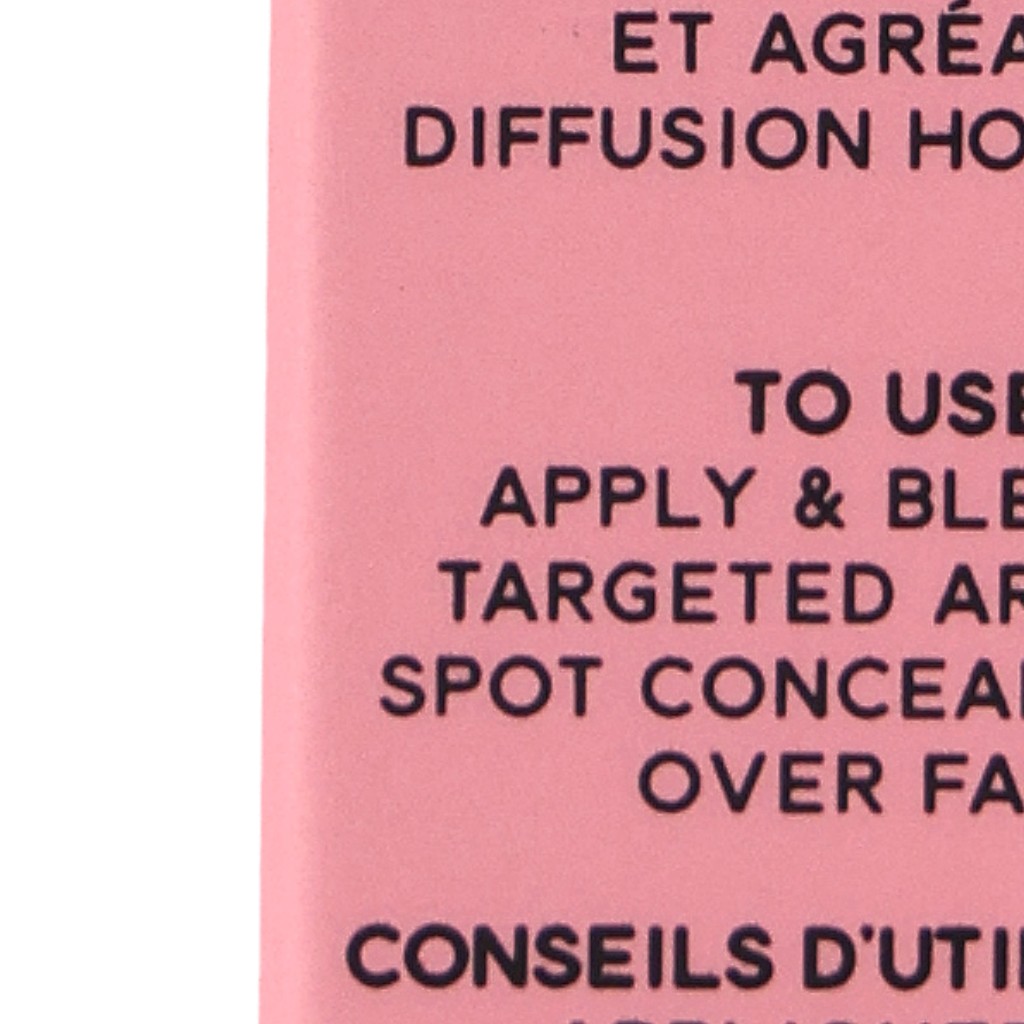 ET AGRÉA
DIFFUSION HO
TO USE
APPLY & BLE
TARGETED AR
SPOT CONCEA
OVER FA
CONSEILS D'UTI